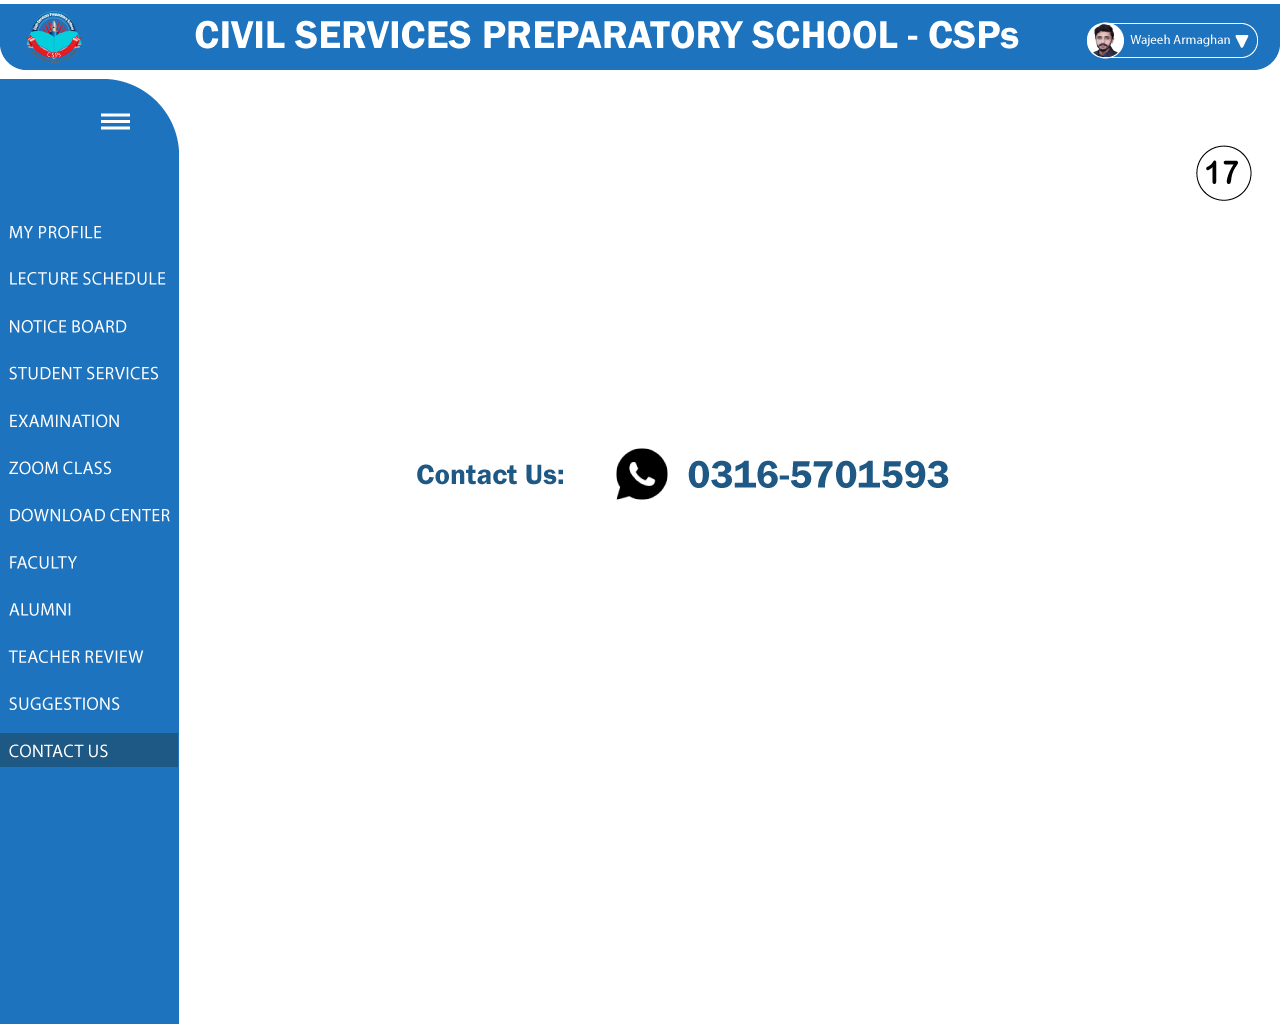 CIVIL SERVICES PREPARATORY SCHOOL - CSPs
Wajeeh Armaghan
17
MY PROFILE
LECTURE SCHEDULE
NOTICE BOARD
STUDENT SERVICES
EXAMINATION
ZOOM CLASS
DOWNLOAD CENTER
FACULTY
ALUMNI
TEACHER REVIEW
SUGGESTIONS
CONTACT US
Contact Us: 0316-5701593